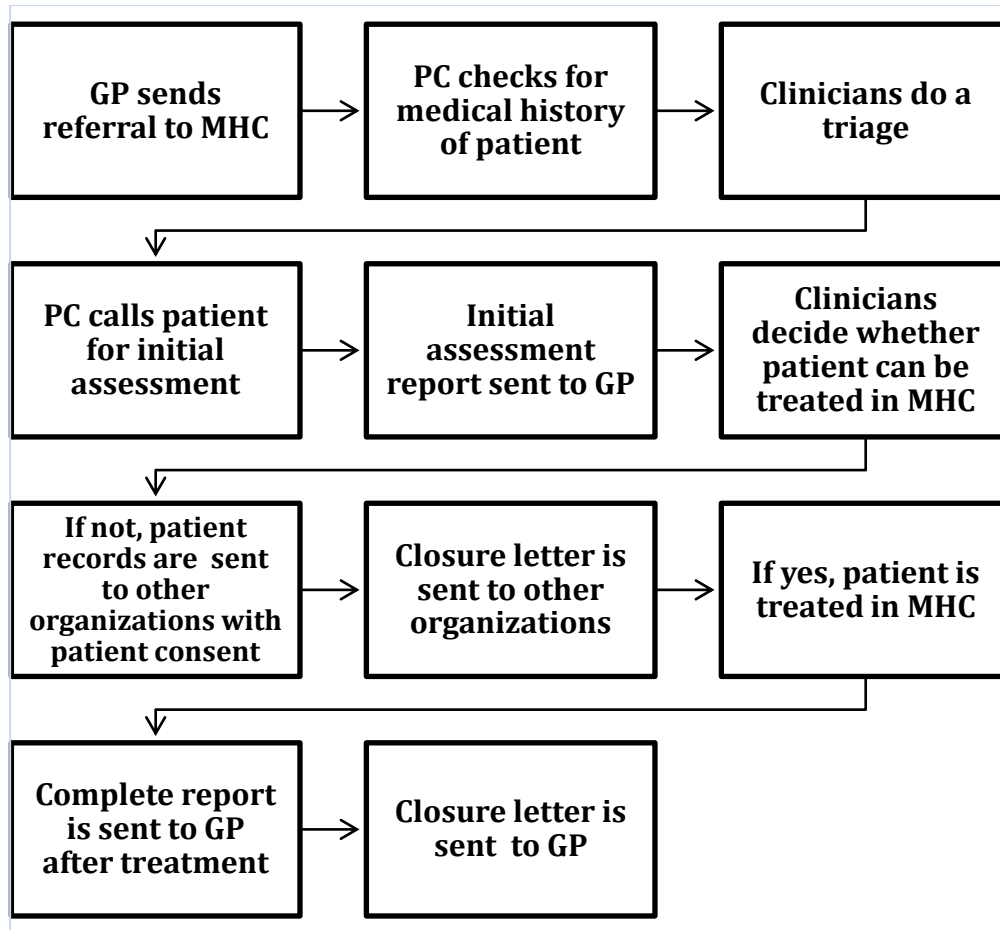 GP sends
referral to MHC
PC checks for
medical history
of patient
Clinicians do a
triage
PC calls patient
for initial
assessment
Initial
assessment
report sent to GP
Clinicians
decide whether
patient can be
treated in MHC
If not, patient
records are sent
to other
organizations with
patient consent
Closure letter is
sent to other
organizations
If yes, patient is
treated in MHC
Complete report
is sent to GP
after treatment
Closure letter is
sent to GP